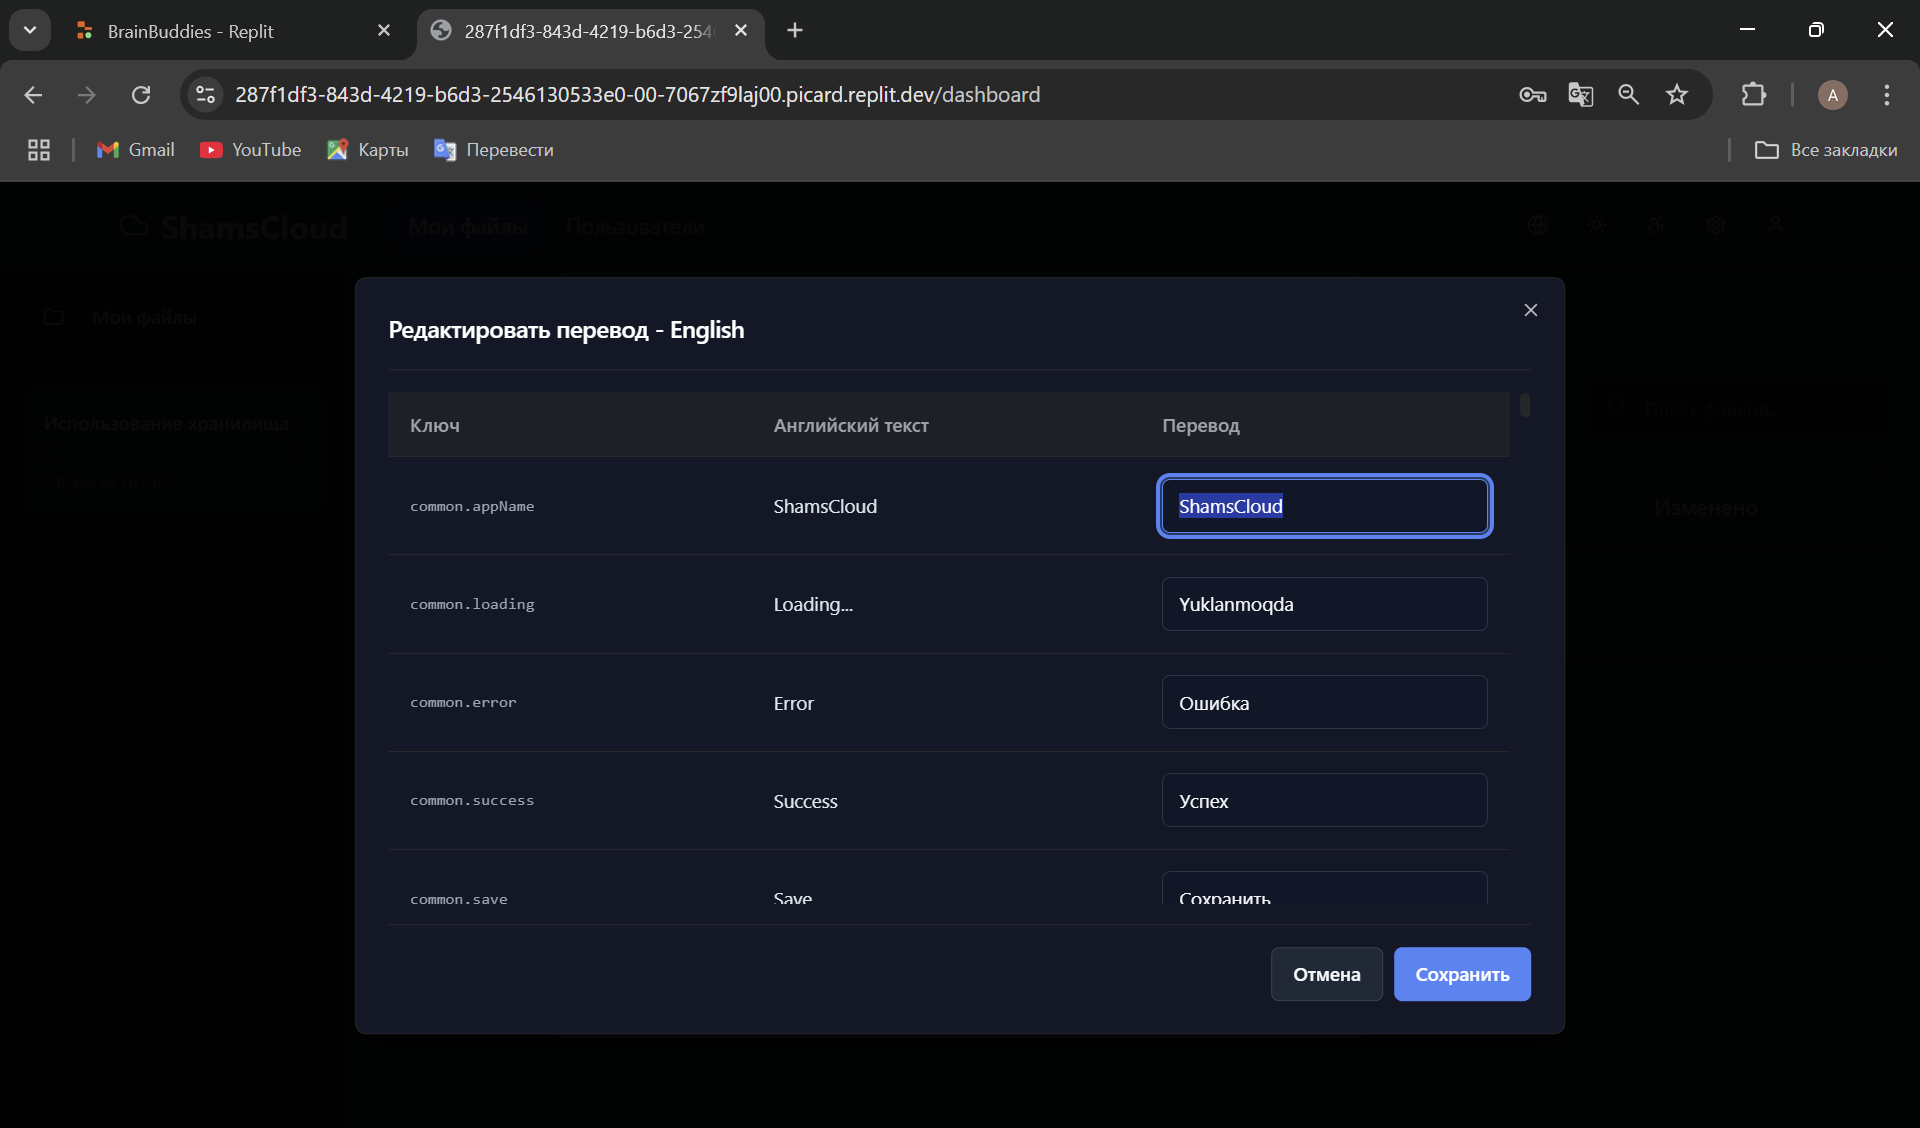 BrainBuddies - Replit
287f1df3-843d-4219-b6d3-254
287f1df3-843d-4219-b6d3-2546130533e0-00-7067zf9laj00.picard.replit.dev/dashboard
A
Gmail
YouTube
Карты
Перевести
Все закладки
ShamsCloud
Мои файлы
Пользователи
Мои файлы
Использование хранилища
Поиск файлов...
Изменено
Редактировать перевод - English
Ключ
Английский текст
Перевод
common.appName
ShamsCloud
ShamsCloud
common.loading
Loading...
Yuklanmoqda
common.error
Error
Ошибка
common.success
Success
Успех
common.save
Save
Сохранить
Отмена
Сохранить